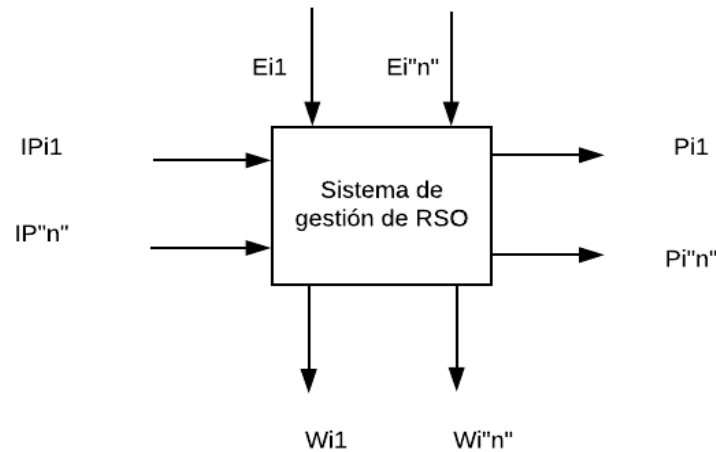 Ei1
Ei"n"
IPi1
Pi1
Sistema de
gestión de RSO
IP"n"
Pi"n"
Wi1
Wi"n"